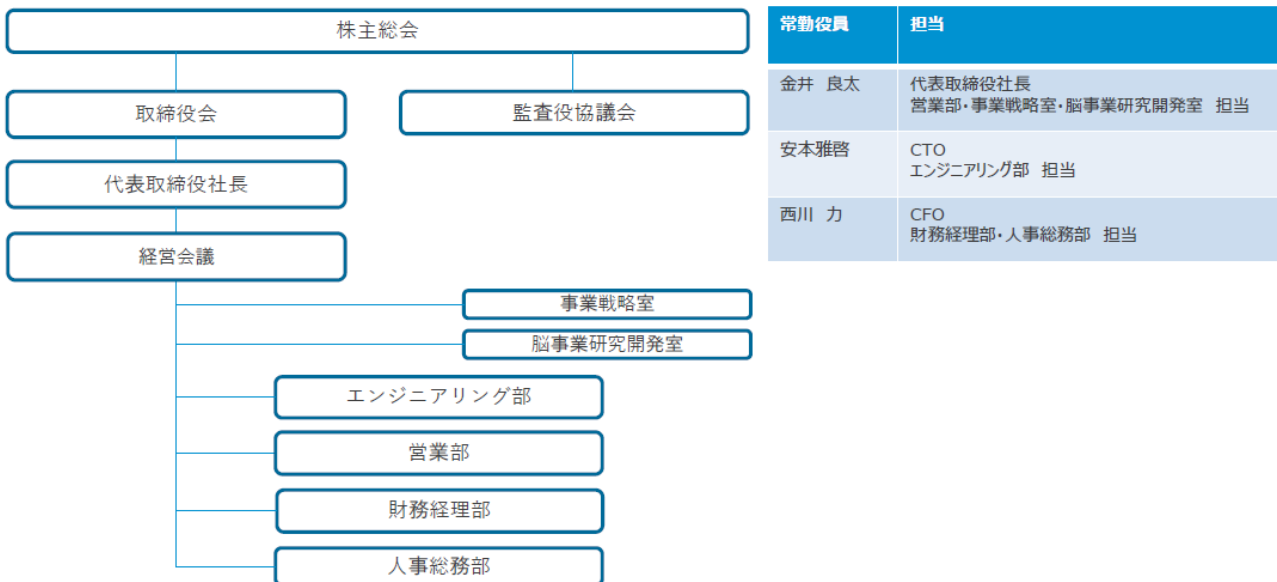 株主総会
取締役会
監査役協議会
代表取締役社長
経営会議
事業戦略室
脳事業研究開発室
エンジニアリング部
営業部
財務経理部
人事総務部
常勤役員 担当
金井 良太 代表取締役社長
営業部・事業戦略室・脳事業研究開発室 担当
安本雅啓 CTO
エンジニアリング部 担当
西川 力 CFO
財務経理部・人事総務部 担当